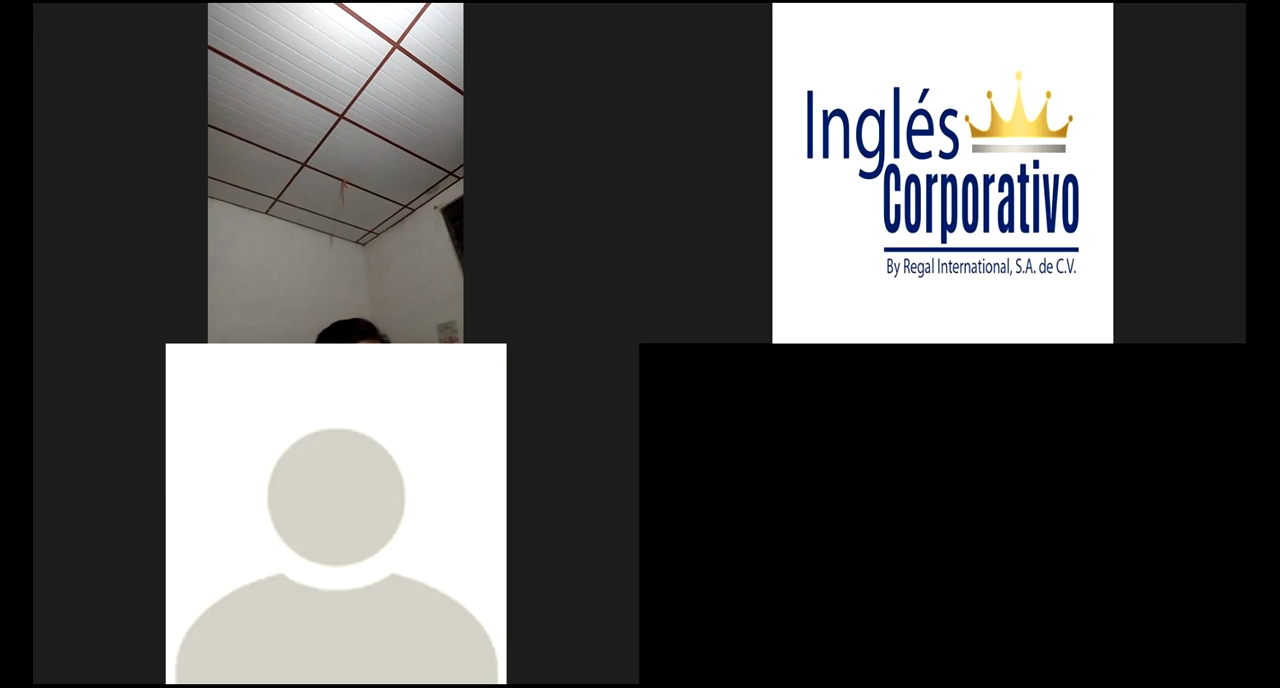 Inglés
Corporativo
By Regal International, S.A. de C.V.